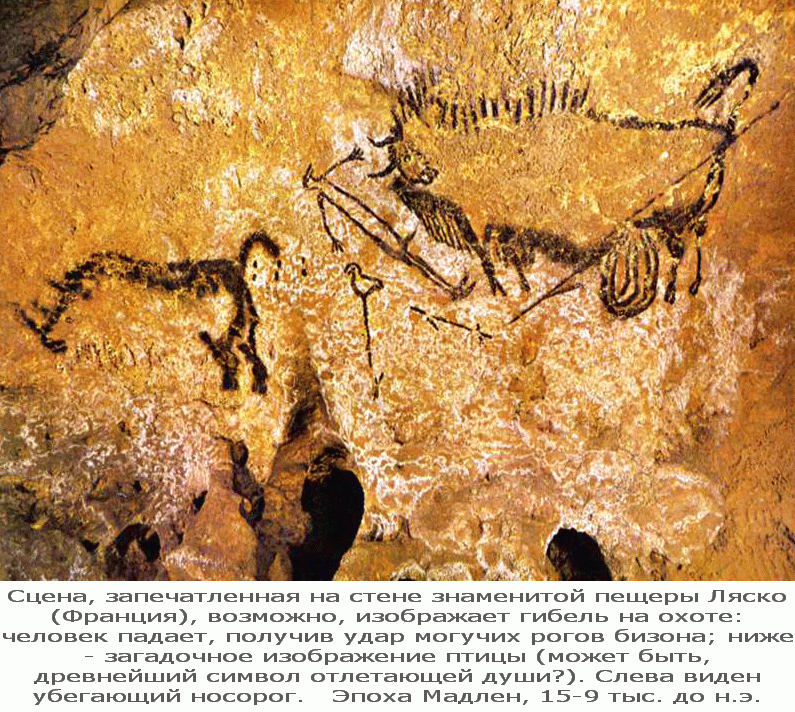 Сцена, запечатленная на стене знаменитой пещеры Ляско
(Франция), возможно, изображает гибель на охоте:
человек падает, получив удар могучих рогов бизона; ниже
- загадочное изображение птицы (может быть,
древнейший символ отлетающей души?). Слева виден
убегающий носорог.   Эпоха Мадлен, 15-9 тыс. до н.э.